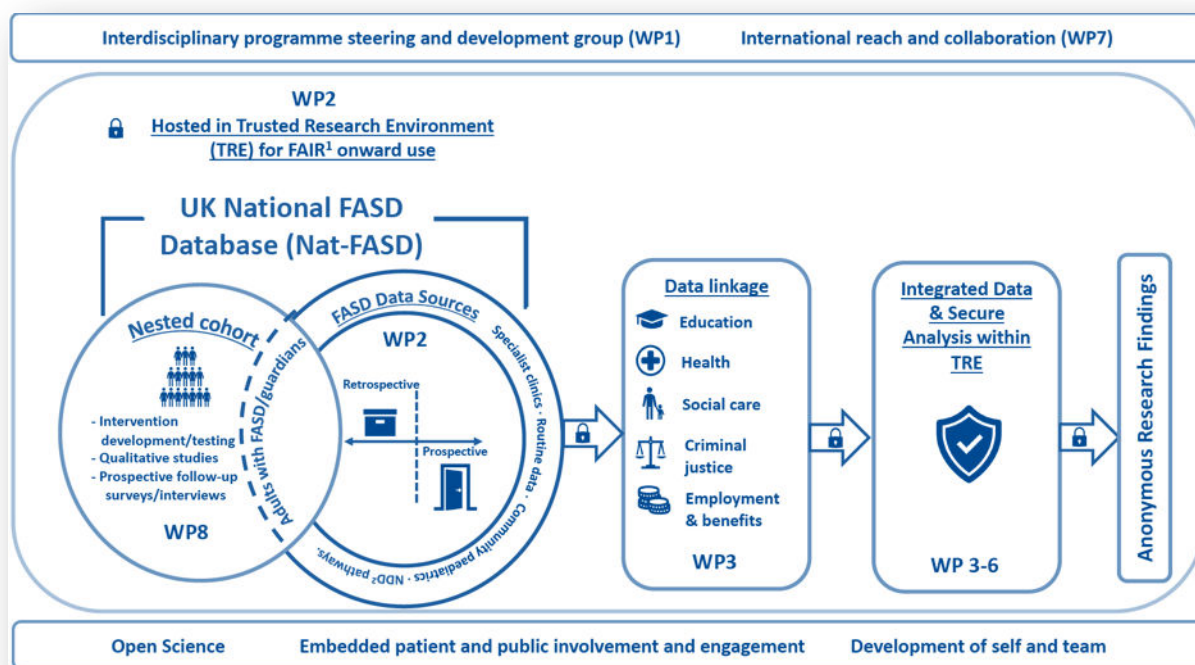 Interdisciplinary programme steering and development group (WP1)
International reach and collaboration (WP7)
WP2
Hosted in Trusted Research Environment
(TRE) for FAIR¹ onward use
UK National FASD
Database (Nat-FASD)
Nested cohort
- Intervention
development/testing
- Qualitative studies
- Prospective follow-up
surveys/interviews
WP8
Adults with FASD/guardians
FASD Data Sources
WP2
Retrospective
Prospective
Specialist clinics · Routine data · Community paediatrics · NDD² pathways.
Data linkage
Education
Health
Social care
Criminal
justice
Employment
& benefits
WP3
Integrated Data
& Secure
Analysis within
TRE
WP 3-6
Anonymous Research Findings
Open Science
Embedded patient and public involvement and engagement
Development of self and team